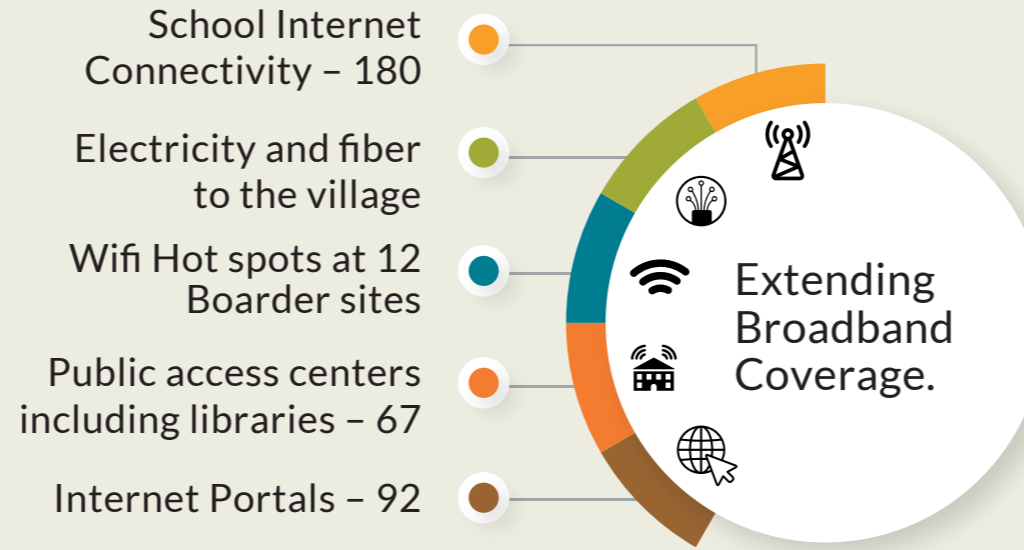 School Internet
Connectivity – 180
Electricity and fiber
to the village
Wifi Hot spots at 12
Boarder sites
Public access centers
including libraries – 67
Internet Portals – 92
Extending
Broadband
Coverage.